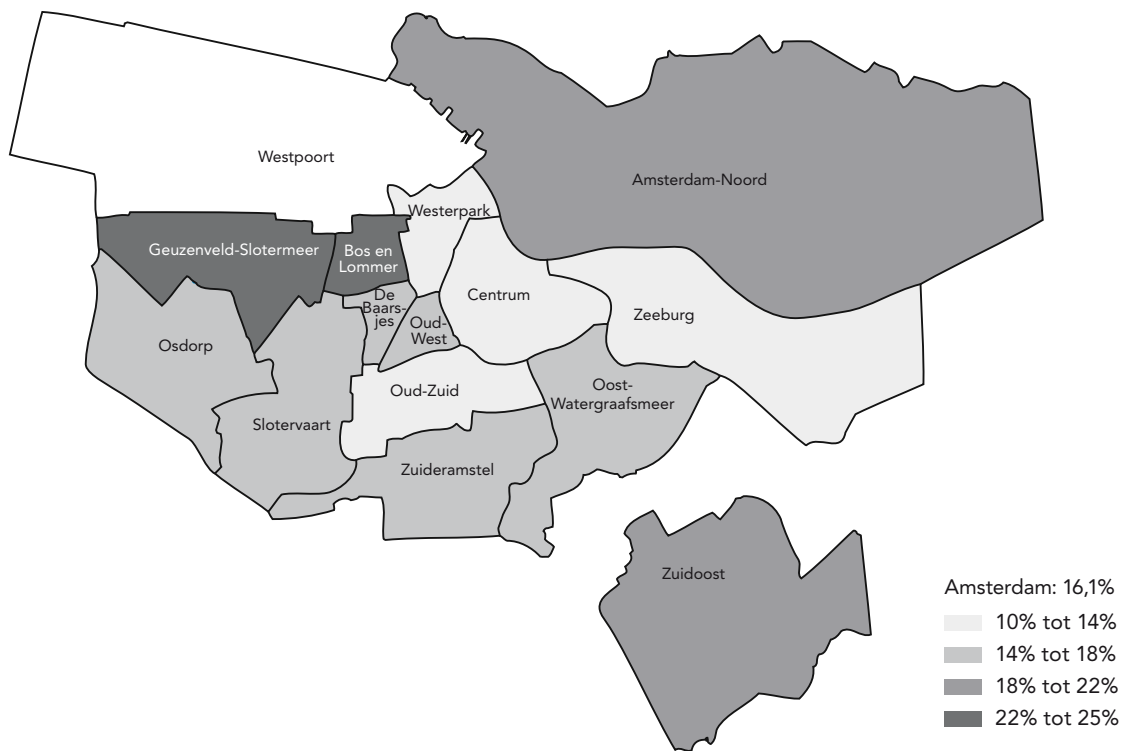 Westpoort
Amsterdam-Noord
Westerpark
Geuzenveld-Slotermeer
Bos en
Lommer
De
Baars-
jes
Centrum
Zeeburg
Oud-
West
Osdorp
Oud-Zuid
Oost-
Watergraafsmeer
Slotervaart
Zuideramstel
Zuidoost
Amsterdam: 16,1%
10% tot 14%
14% tot 18%
18% tot 22%
22% tot 25%